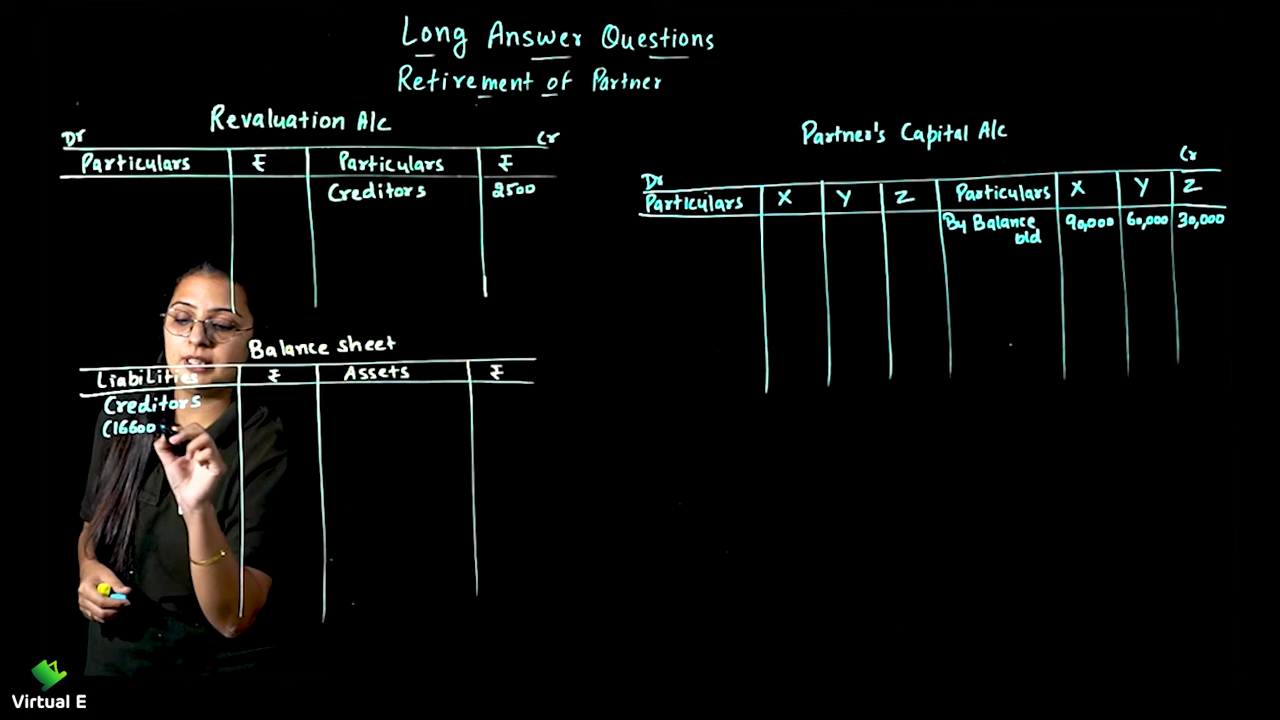 Long Answer Questions
Retirement of Partner
Revaluation A/c
Dr Cr
Particulars ₹ Particulars ₹
Creditors 2500
Partner's Capital A/c
Dr Cr
Particulars X Y Z Particulars X Y Z
By Balance 90,000 60,000 30,000
b/d
Balance sheet
Liabilities ₹ Assets ₹
Creditors
(16600
Virtual E